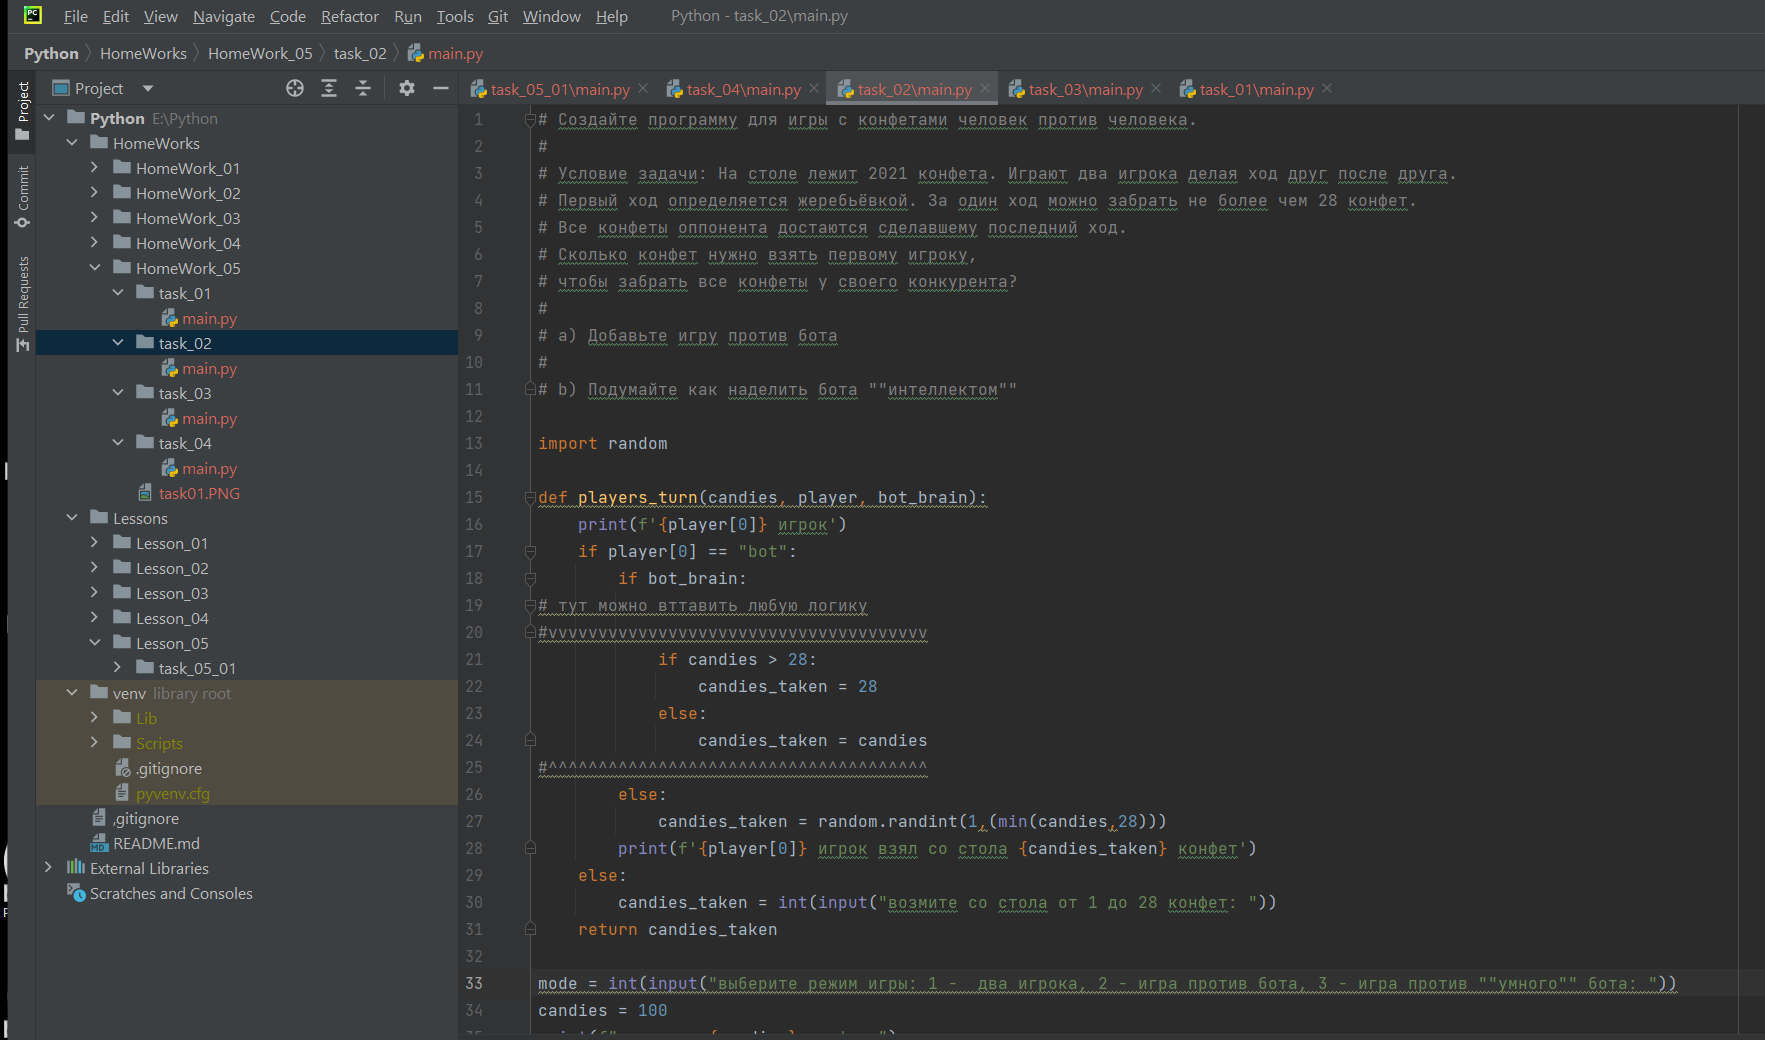 PC File Edit View Navigate Code Refactor Run Tools Git Window Help Python - task_02\main.py
Python HomeWorks HomeWork_05 task_02 main.py
Project
Commit
Pull Requests
Project
Python E:\Python
HomeWorks
HomeWork_01
HomeWork_02
HomeWork_03
HomeWork_04
HomeWork_05
task_01
main.py
task_02
main.py
task_03
main.py
task_04
main.py
task01.PNG
Lessons
Lesson_01
Lesson_02
Lesson_03
Lesson_04
Lesson_05
task_05_01
venv library root
Lib
Scripts
.gitignore
pyvenv.cfg
.gitignore
MD README.md
External Libraries
Scratches and Consoles
task_05_01\main.py task_04\main.py task_02\main.py task_03\main.py task_01\main.py
1 # Создайте программу для игры с конфетами человек против человека.
2 #
3 # Условие задачи: На столе лежит 2021 конфета. Играют два игрока делая ход друг после друга.
4 # Первый ход определяется жеребьёвкой. За один ход можно забрать не более чем 28 конфет.
5 # Все конфеты оппонента достаются сделавшему последний ход.
6 # Сколько конфет нужно взять первому игроку,
7 # чтобы забрать все конфеты у своего конкурента?
8 #
9 # a) Добавьте игру против бота
10 #
11 # b) Подумайте как наделить бота ""интеллектом""
12
13 import random
14
15 def players_turn(candies, player, bot_brain):
16 print(f'{player[0]} игрок')
17 if player[0] == "bot":
18 if bot_brain:
19 # тут можно вттавить любую логику
20 #vvvvvvvvvvvvvvvvvvvvvvvvvvvvvvvvvvvvvv
21 if candies > 28:
22 candies_taken = 28
23 else:
24 candies_taken = candies
25 #^^^^^^^^^^^^^^^^^^^^^^^^^^^^^^^^^^^^^^
26 else:
27 candies_taken = random.randint(1,(min(candies,28)))
28 print(f'{player[0]} игрок взял со стола {candies_taken} конфет')
29 else:
30 candies_taken = int(input("возмите со стола от 1 до 28 конфет: "))
31 return candies_taken
32
33 mode = int(input("выберите режим игры: 1 -  два игрока, 2 - игра против бота, 3 - игра против ""умного"" бота: "))
34 candies = 100